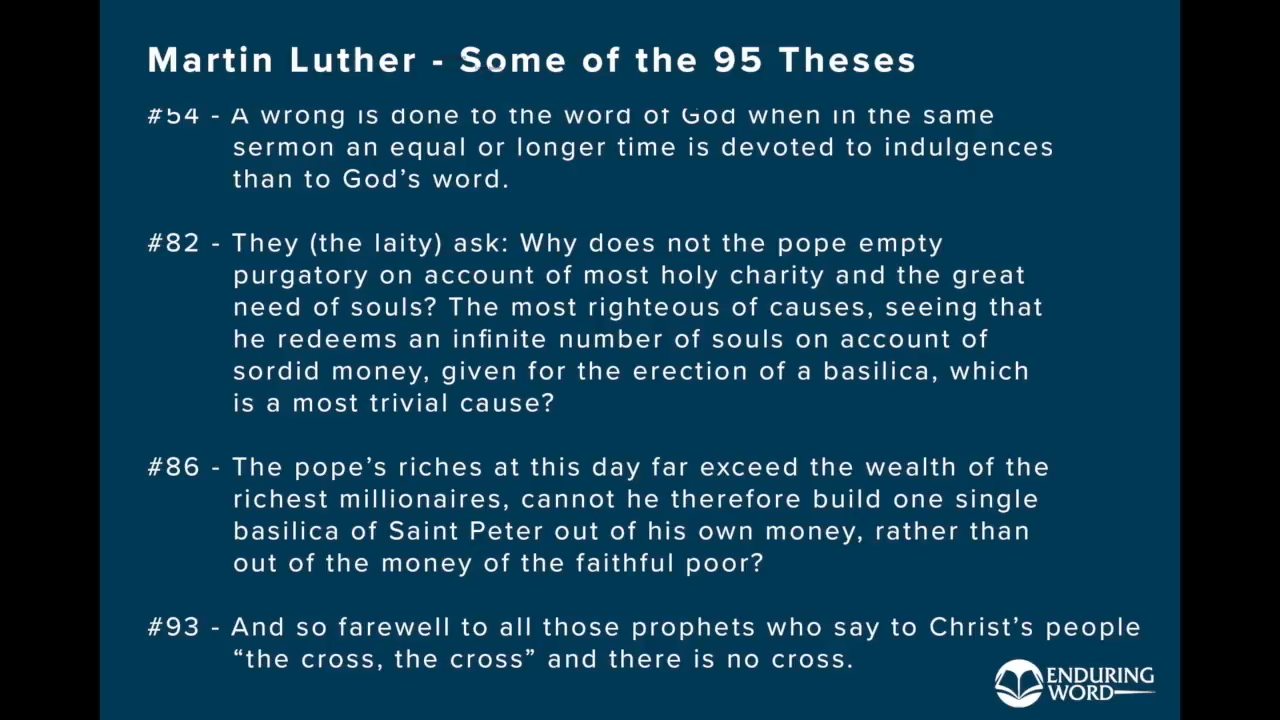 Martin Luther - Some of the 95 Theses
#54 - A wrong is done to the word of God when in the same
sermon an equal or longer time is devoted to indulgences
than to God’s word.
#82 - They (the laity) ask: Why does not the pope empty
purgatory on account of most holy charity and the great
need of souls? The most righteous of causes, seeing that
he redeems an infinite number of souls on account of
sordid money, given for the erection of a basilica, which
is a most trivial cause?
#86 - The pope’s riches at this day far exceed the wealth of the
richest millionaires, cannot he therefore build one single
basilica of Saint Peter out of his own money, rather than
out of the money of the faithful poor?
#93 - And so farewell to all those prophets who say to Christ’s people
“the cross, the cross” and there is no cross.
ENDURING
WORD